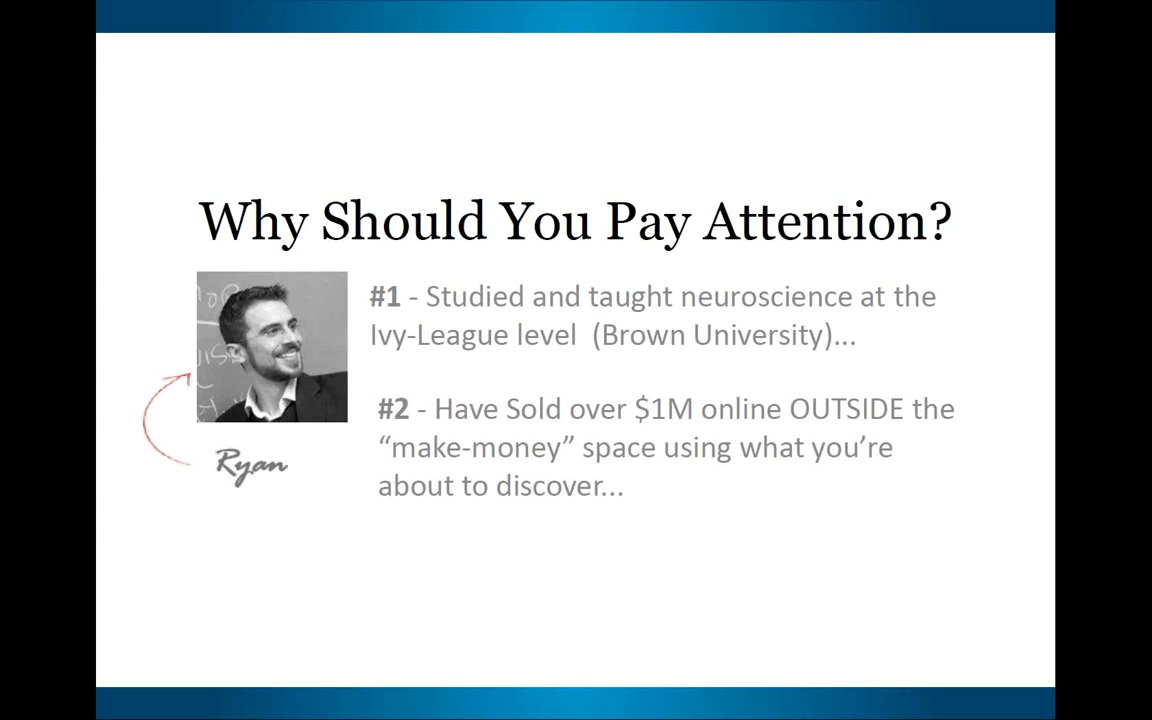 Why Should You Pay Attention?
#1 - Studied and taught neuroscience at the
Ivy-League level (Brown University)...
#2 - Have Sold over $1M online OUTSIDE the
“make-money” space using what you’re
about to discover...
Ryan